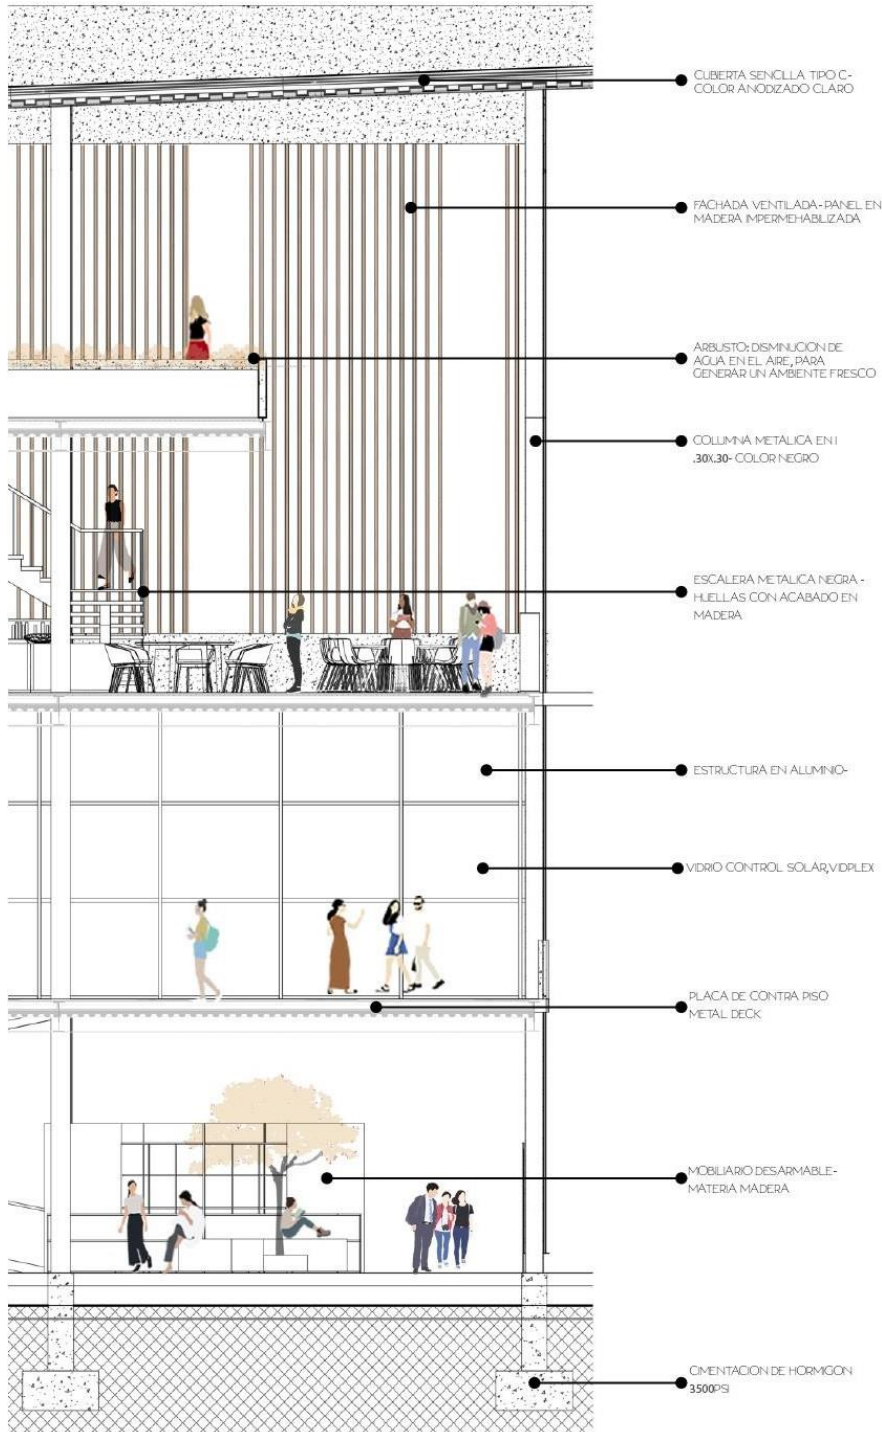 CUBIERTA SENCILLA TIPO C-
COLOR ANODIZADO CLARO
FACHADA VENTILADA-PANEL EN
MADERA IMPERMEHABILIZADA
ARBUSTO: DISMINUCION DE
AGUA EN EL AIRE, PARA
GENERAR UN AMBIENTE FRESCO
COLUMNA METALICA EN I
.30X.30- COLOR NEGRO
ESCALERA METALICA NEGRA -
HUELLAS CON ACABADO EN
MADERA
ESTRUCTURA EN ALUMNIO-
VIDRIO CONTROL SOLAR,VIDPLEX
PLACA DE CONTRA PISO
METAL DECK
MOBILIARIO DESARMABLE-
MATERIA MADERA
CIMENTACION DE HORMIGON
3500PSI